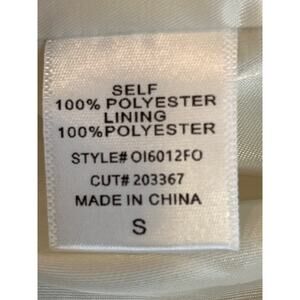 SELF
100% POLYESTER
LINING
100%POLYESTER
STYLE# OI6012FO
CUT# 203367
MADE IN CHINA
S